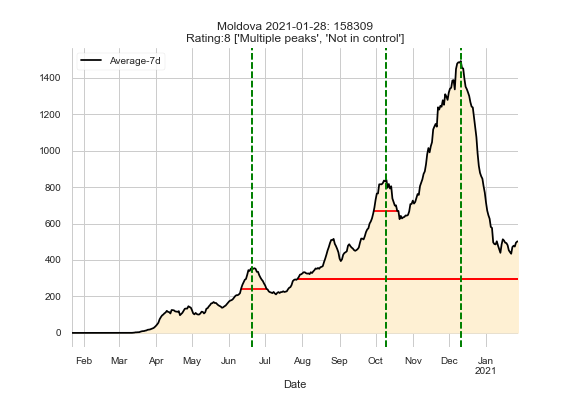 Moldova 2021-01-28: 158309
Rating:8 ['Multiple peaks', 'Not in control']
Average-7d
1400
1200
1000
800
600
400
200
0
Feb Mar Apr May Jun Jul Aug Sep Oct Nov Dec Jan
2021
Date